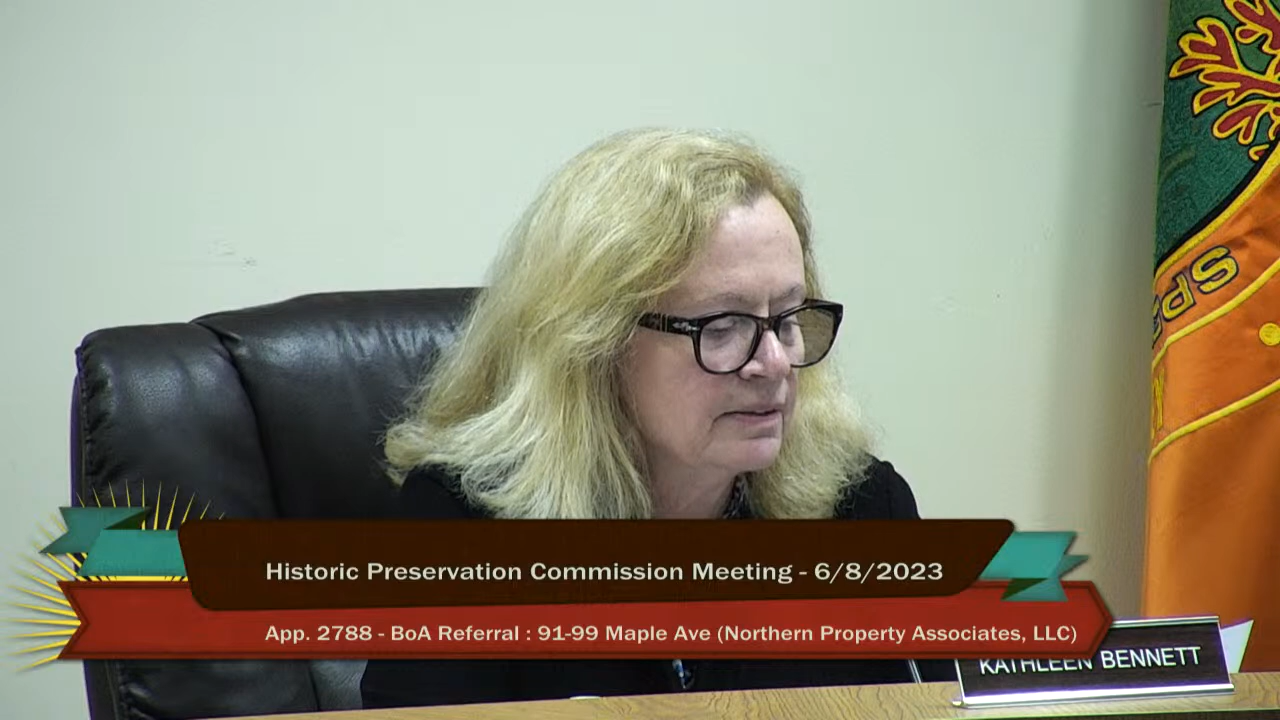 Historic Preservation Commission Meeting - 6/8/2023
App. 2788 - BoA Referral : 91-99 Maple Ave (Northern Property Associates, LLC)
KATHLEEN BENNETT